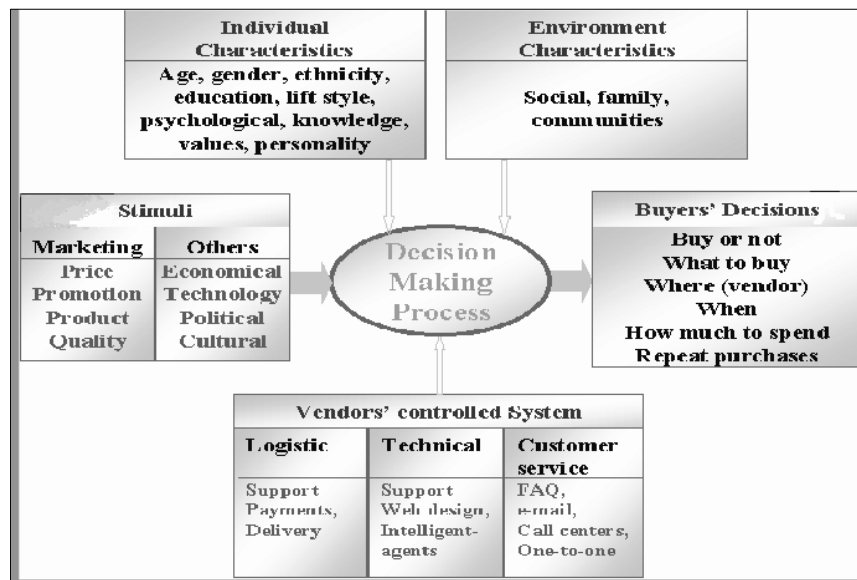 Individual
Characteristics
Age, gender, ethnicity,
education, lift style,
psychological, knowledge,
values, personality
Environment
Characteristics
Social, family,
communities
Stimuli
Marketing
Price
Promotion
Product
Quality
Others
Economical
Technology
Political
Cultural
Decision
Making
Process
Buyers' Decisions
Buy or not
What to buy
Where (vendor)
When
How much to spend
Repeat purchases
Vendors' controlled System
Logistic
Support
Payments,
Delivery
Technical
Support
Web design,
Intelligent-
agents
Customer
service
FAQ,
e-mail,
Call centers,
One-to-one